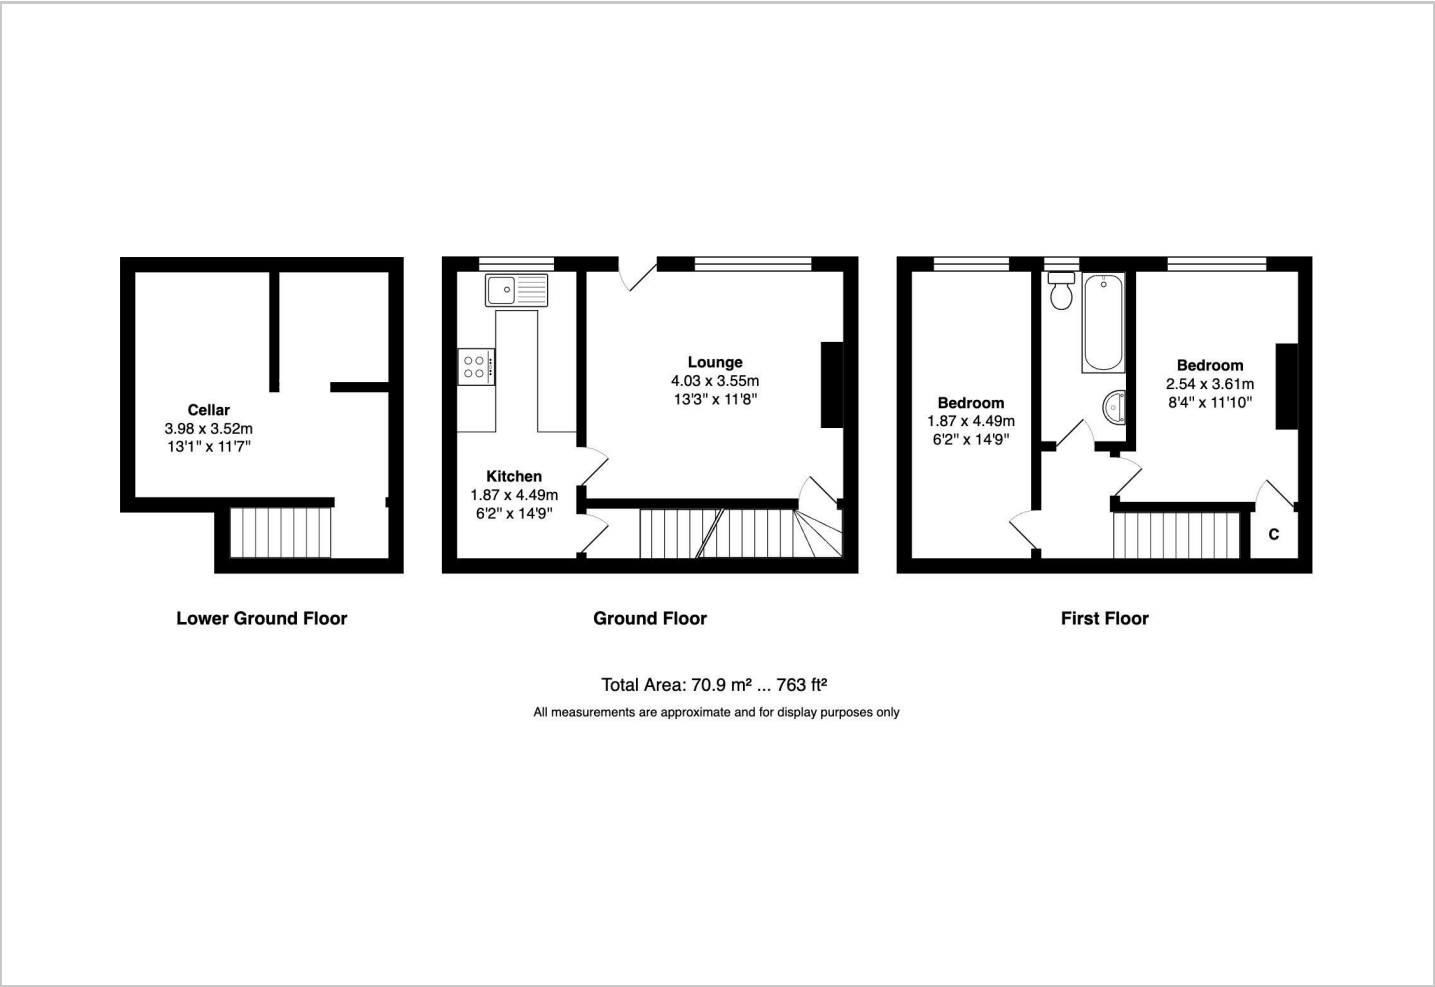 Cellar
3.98 x 3.52m
13'1" x 11'7"
Lower Ground Floor
Lounge
4.03 x 3.55m
13'3" x 11'8"
Kitchen
1.87 x 4.49m
6'2" x 14'9"
Ground Floor
Bedroom
1.87 x 4.49m
6'2" x 14'9"
Bedroom
2.54 x 3.61m
8'4" x 11'10"
C
First Floor
Total Area: 70.9 m² ... 763 ft²
All measurements are approximate and for display purposes only